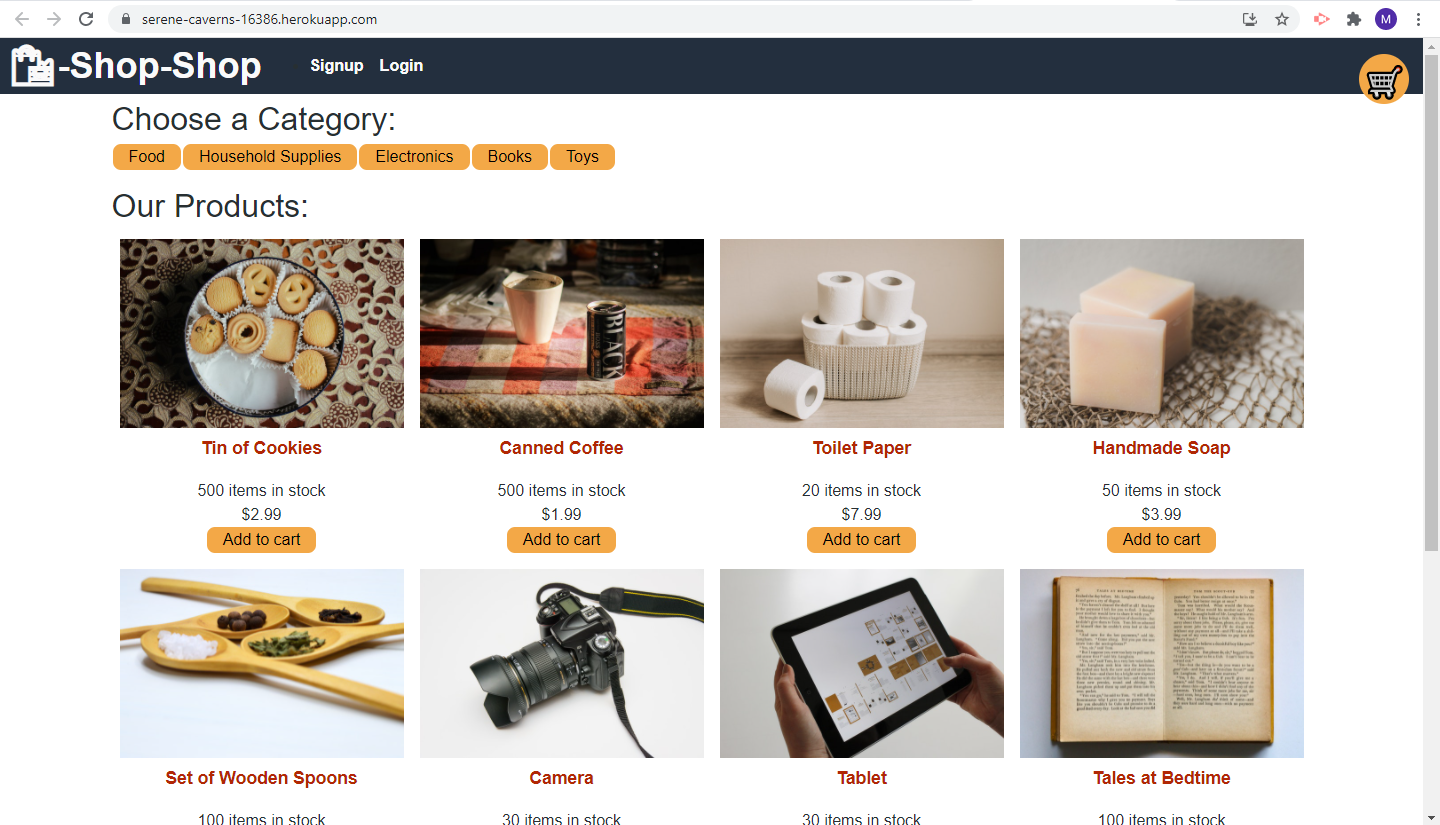 serene-caverns-16386.herokuapp.com
M
-Shop-Shop
Signup Login
Choose a Category:
Food Household Supplies Electronics Books Toys
Our Products:
BLACK
Tin of Cookies Canned Coffee Toilet Paper Handmade Soap
500 items in stock 500 items in stock 20 items in stock 50 items in stock
$2.99 $1.99 $7.99 $3.99
Add to cart Add to cart Add to cart Add to cart
Set of Wooden Spoons Camera Tablet Tales at Bedtime
100 items in stock 30 items in stock 30 items in stock 100 items in stock